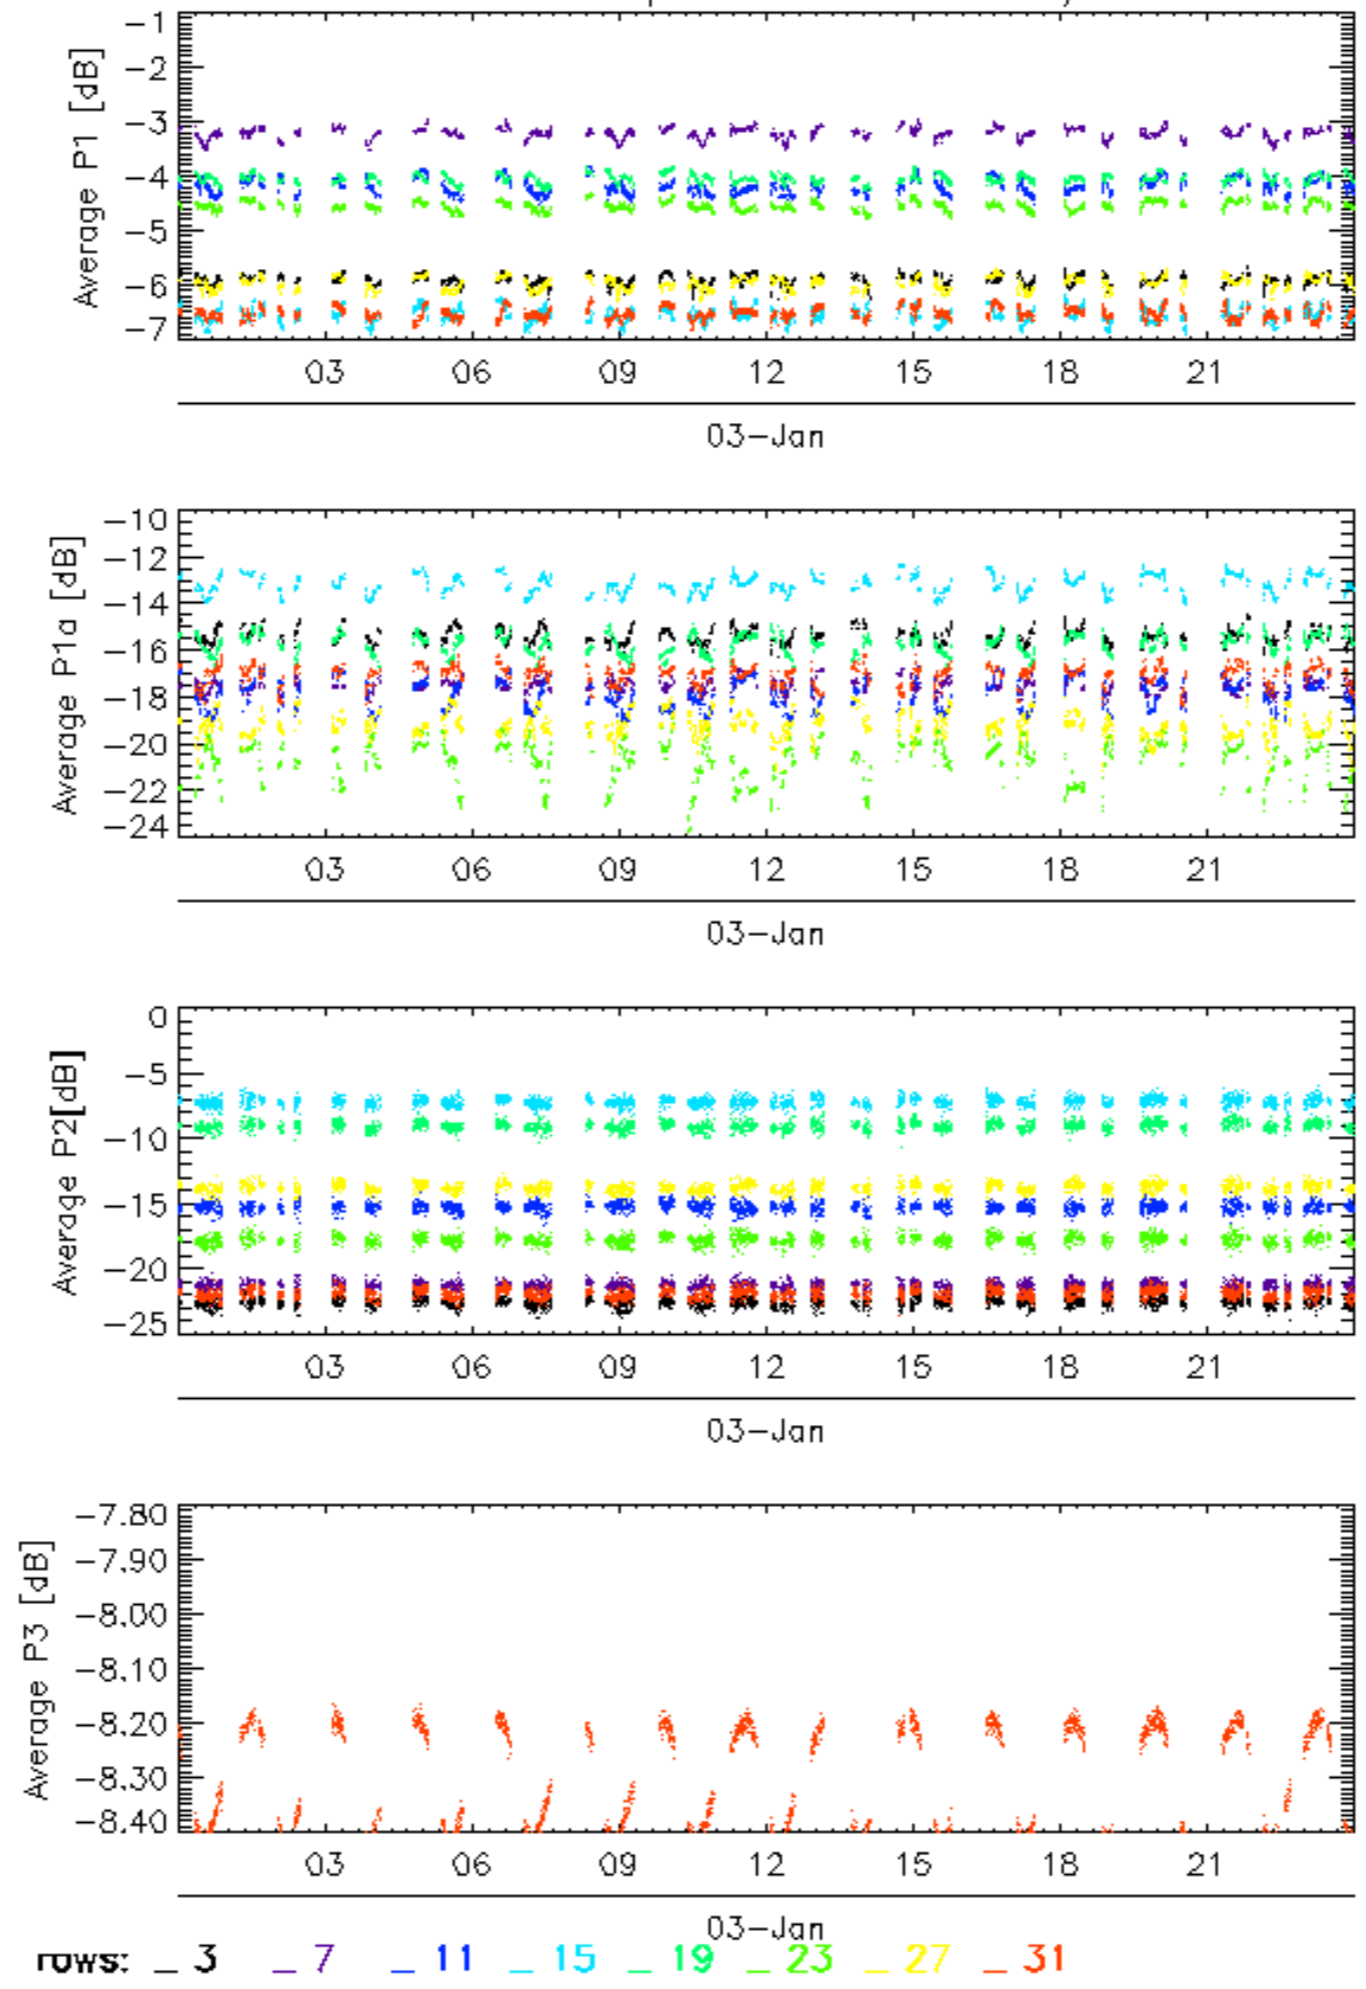 Average P1 [dB]
-1
-2
-3
-4
-5
-6
-7
03 06 09 12 15 18 21
03-Jan
Average P1a [dB]
-10
-12
-14
-16
-18
-20
-22
-24
03 06 09 12 15 18 21
03-Jan
Average P2[dB]
0
-5
-10
-15
-20
-25
03 06 09 12 15 18 21
03-Jan
Average P3 [dB]
-7.80
-7.90
-8.00
-8.10
-8.20
-8.30
-8.40
03 06 09 12 15 18 21
03-Jan
rows: _ 3 _ 7 _ 11 _ 15 _ 19 _ 23 _ 27 _ 31